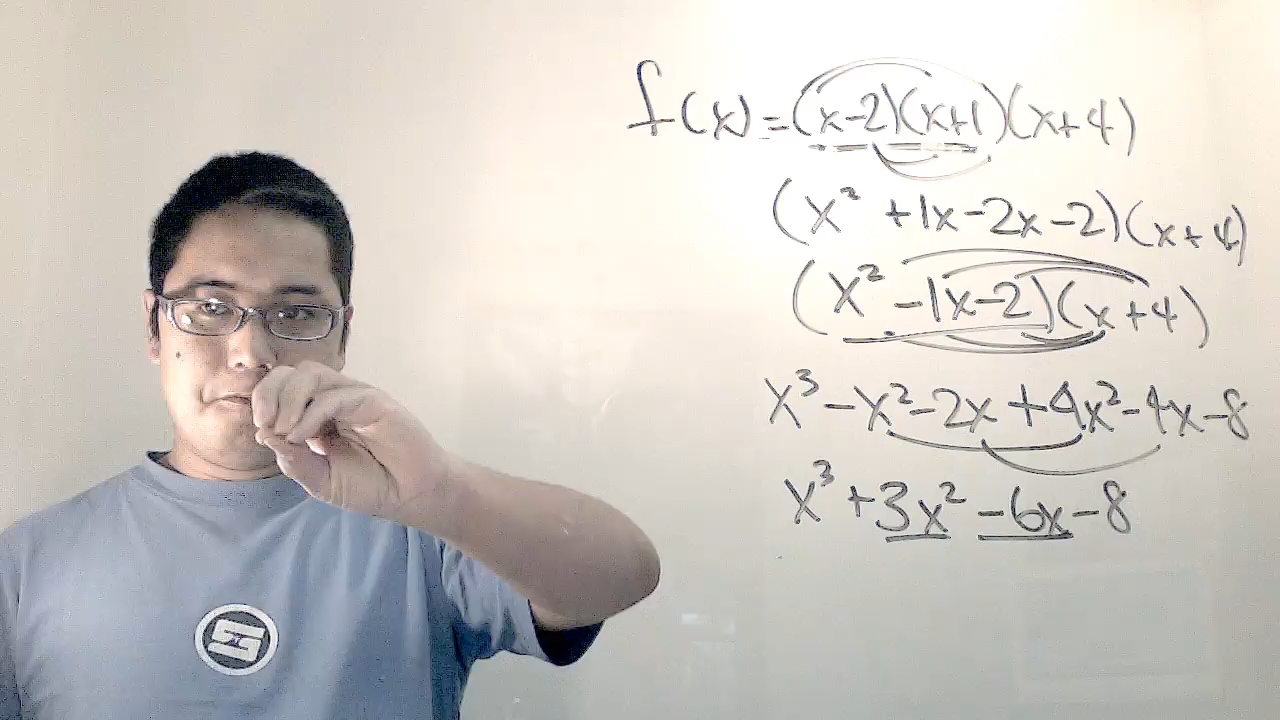 f(x) = (x-2)(x+1)(x+4)
(x² +1x-2x-2)(x+4)
(x² -1x-2)(x+4)
x³ -x²-2x+4x²-4x-8
x³ +3x² -6x-8
S